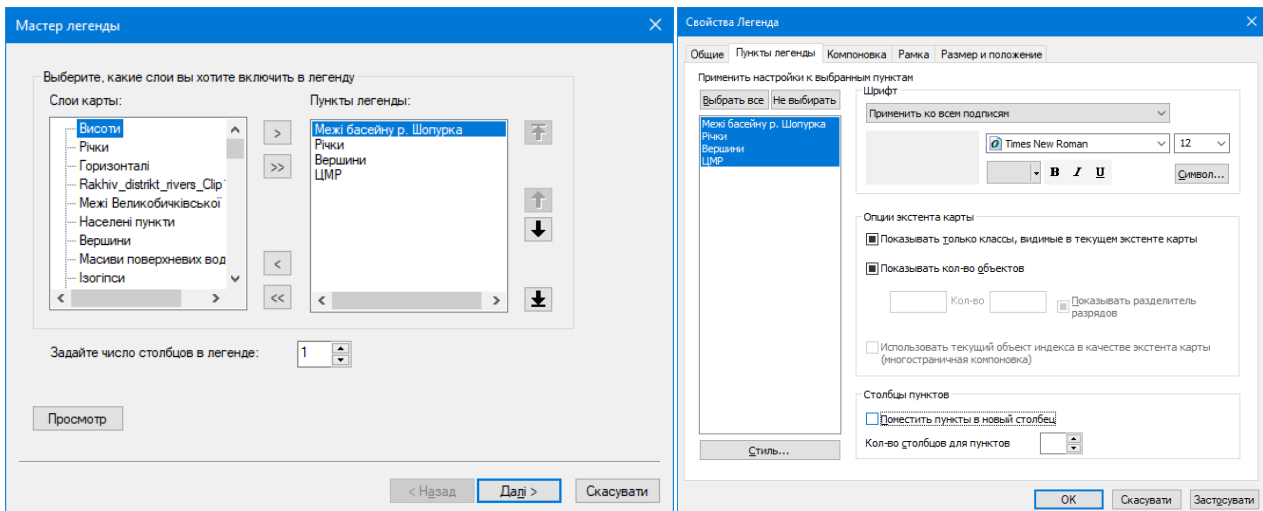 Мастер легенды
Выберите, какие слои вы хотите включить в легенду
Слои карты:
Висоти
Річки
Горизонталі
Rakhiv_distrikt_rivers_Clip
Межі Великобичківської
Населені пункти
Вершини
Масиви поверхневих вод
Ізогіпси
>
>>
<
<<
Пункты легенды:
Межі басейну р. Шопурка
Річки
Вершини
ЦМР
Задайте число столбцов в легенде:
1
Просмотр
< Назад
Далі >
Скасувати
Свойства Легенда
Общие Пункты легенды Компоновка Рамка Размер и положение
Применить настройки к выбранным пунктам
Выбрать все Не выбирать
Межі басейну р. Шопурка
Річки
Вершини
ЦМР
Стиль...
Шрифт
Применить ко всем подписям
Times New Roman 12
B I U Символ...
Опции экстента карты
Показывать только классы, видимые в текущем экстенте карты
Показывать кол-во объектов
Кол-во
Показывать разделитель
разрядов
Использовать текущий объект индекса в качестве экстента карты
(многостраничная компоновка)
Столбцы пунктов
Поместить пункты в новый столбец
Кол-во столбцов для пунктов
OK Скасувати Застосувати